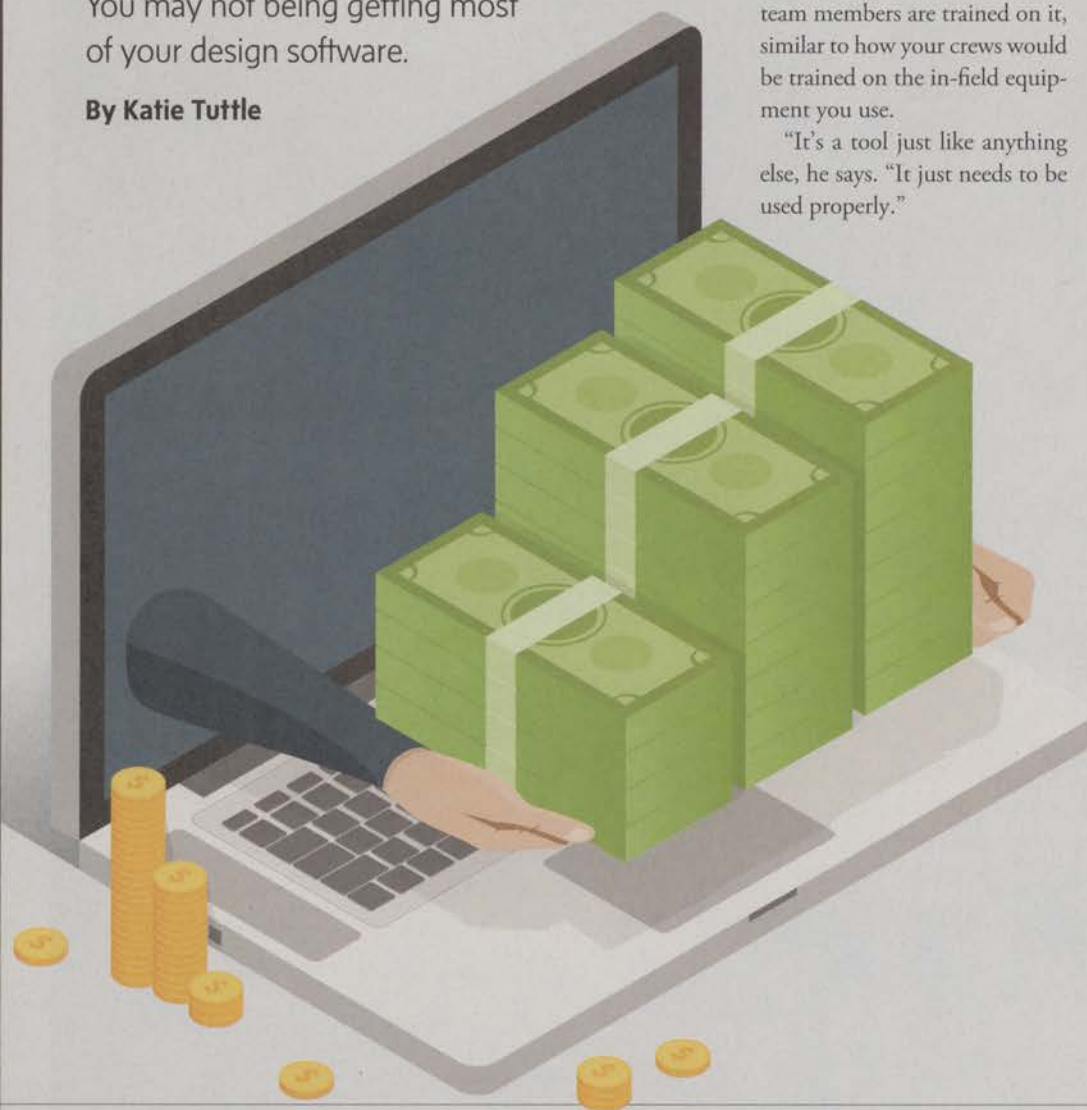 You may not being getting most
of your design software.
By Katie Tuttle
team members are trained on it,
similar to how your crews would
be trained on the in-field equip-
ment you use.
“It’s a tool just like anything
else, he says. “It just needs to be
used properly.”